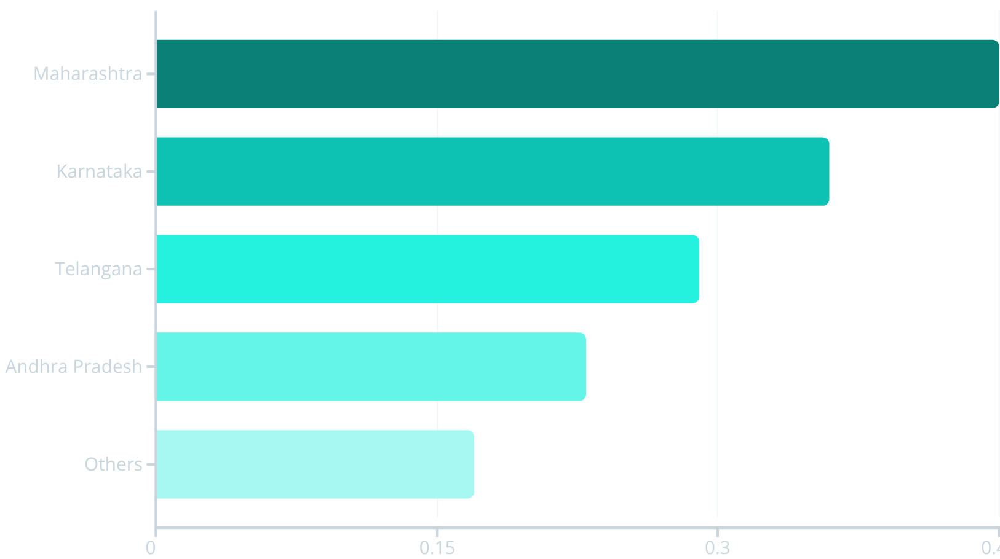 Maharashtra
Karnataka
Telangana
Andhra Pradesh
Others
0 0.15 0.3